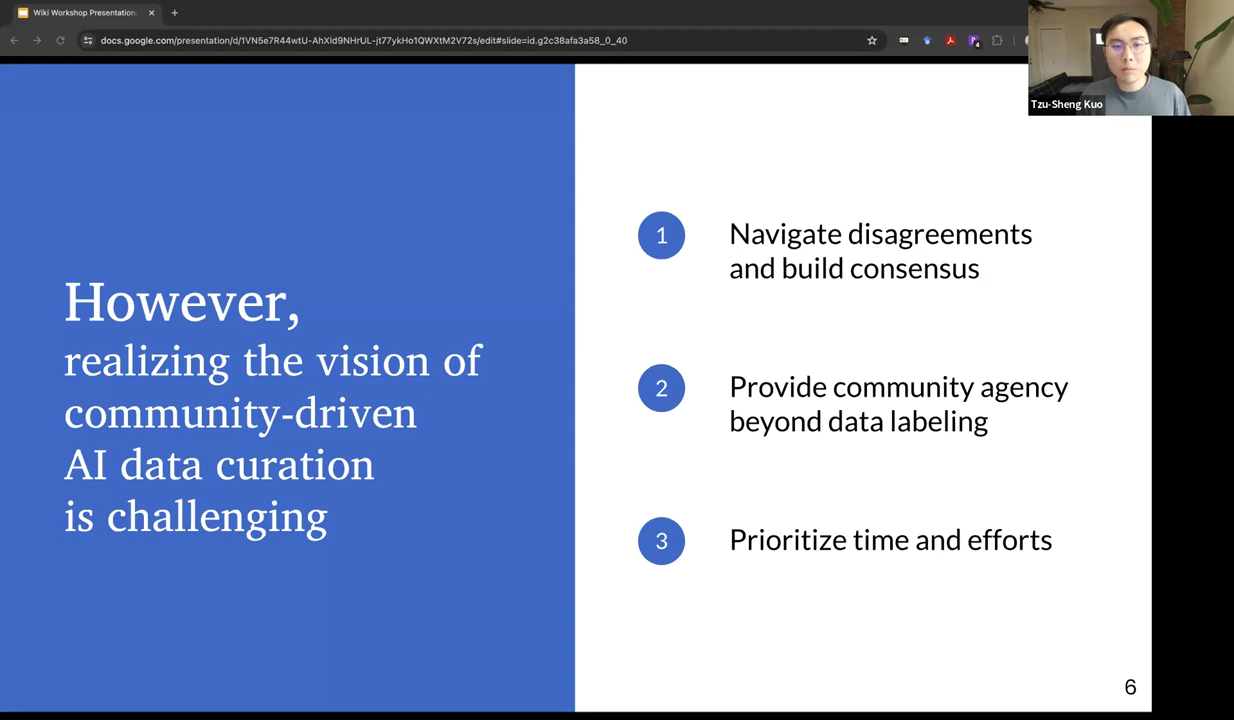 Wiki Workshop Presentation
docs.google.com/presentation/d/1VN5e7R44wtU-AhXld9NHrUL-jt77ykHo1QWXtM2V72s/edit#slide=id.g2c38afa3a58_0_40
Tzu-Sheng Kuo
However,
realizing the vision of
community-driven
AI data curation
is challenging
1
Navigate disagreements
and build consensus
2
Provide community agency
beyond data labeling
3
Prioritize time and efforts
6